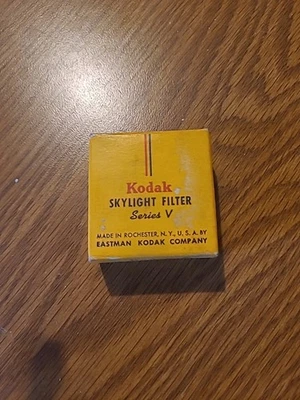 Kodak
SKYLIGHT FILTER
Series V
MADE IN ROCHESTER, N.Y., U.S.A. BY
EASTMAN KODAK COMPANY